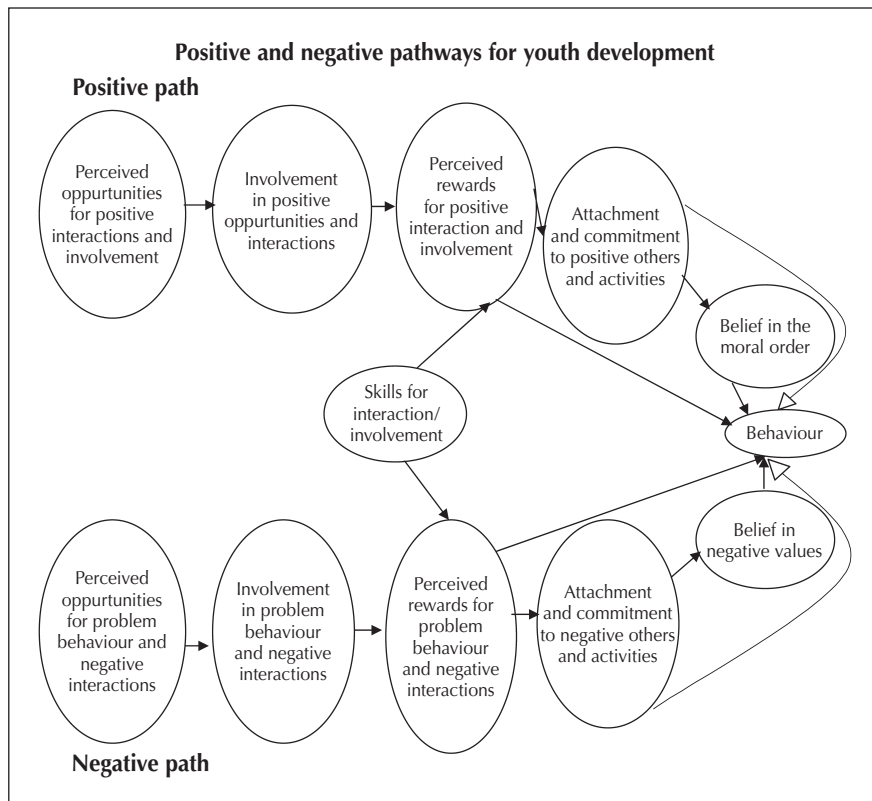 Positive and negative pathways for youth development
Positive path
Perceived
oppurtunities
for positive
interactions and
involvement
Involvement
in positive
oppurtunities and
interactions
Perceived
rewards
for positive
interaction and
involvement
Attachment
and commitment
to positive others
and activities
Belief in the
moral order
Skills for
interaction/
involvement
Behaviour
Perceived
oppurtunities
for problem
behaviour and
negative
interactions
Involvement
in problem
behaviour
and negative
interactions
Perceived
rewards for
problem
behaviour
and negative
interactions
Attachment
and commitment
to negative others
and activities
Belief in
negative values
Negative path